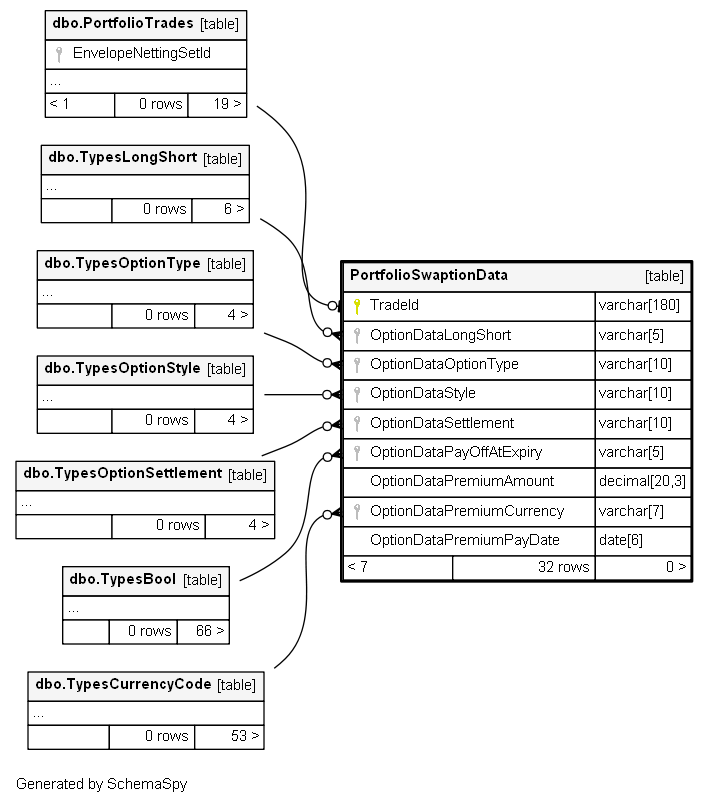 dbo.PortfolioTrades [table]
EnvelopeNettingSetId
...
< 1 0 rows 19 >
dbo.TypesLongShort [table]
...
0 rows 6 >
dbo.TypesOptionType [table]
...
0 rows 4 >
dbo.TypesOptionStyle [table]
...
0 rows 4 >
dbo.TypesOptionSettlement [table]
...
0 rows 4 >
dbo.TypesBool [table]
...
0 rows 66 >
dbo.TypesCurrencyCode [table]
...
0 rows 53 >
PortfolioSwaptionData [table]
TradeId varchar[180]
OptionDataLongShort varchar[5]
OptionDataOptionType varchar[10]
OptionDataStyle varchar[10]
OptionDataSettlement varchar[10]
OptionDataPayOffAtExpiry varchar[5]
OptionDataPremiumAmount decimal[20,3]
OptionDataPremiumCurrency varchar[7]
OptionDataPremiumPayDate date[6]
< 7 32 rows 0 >
Generated by SchemaSpy